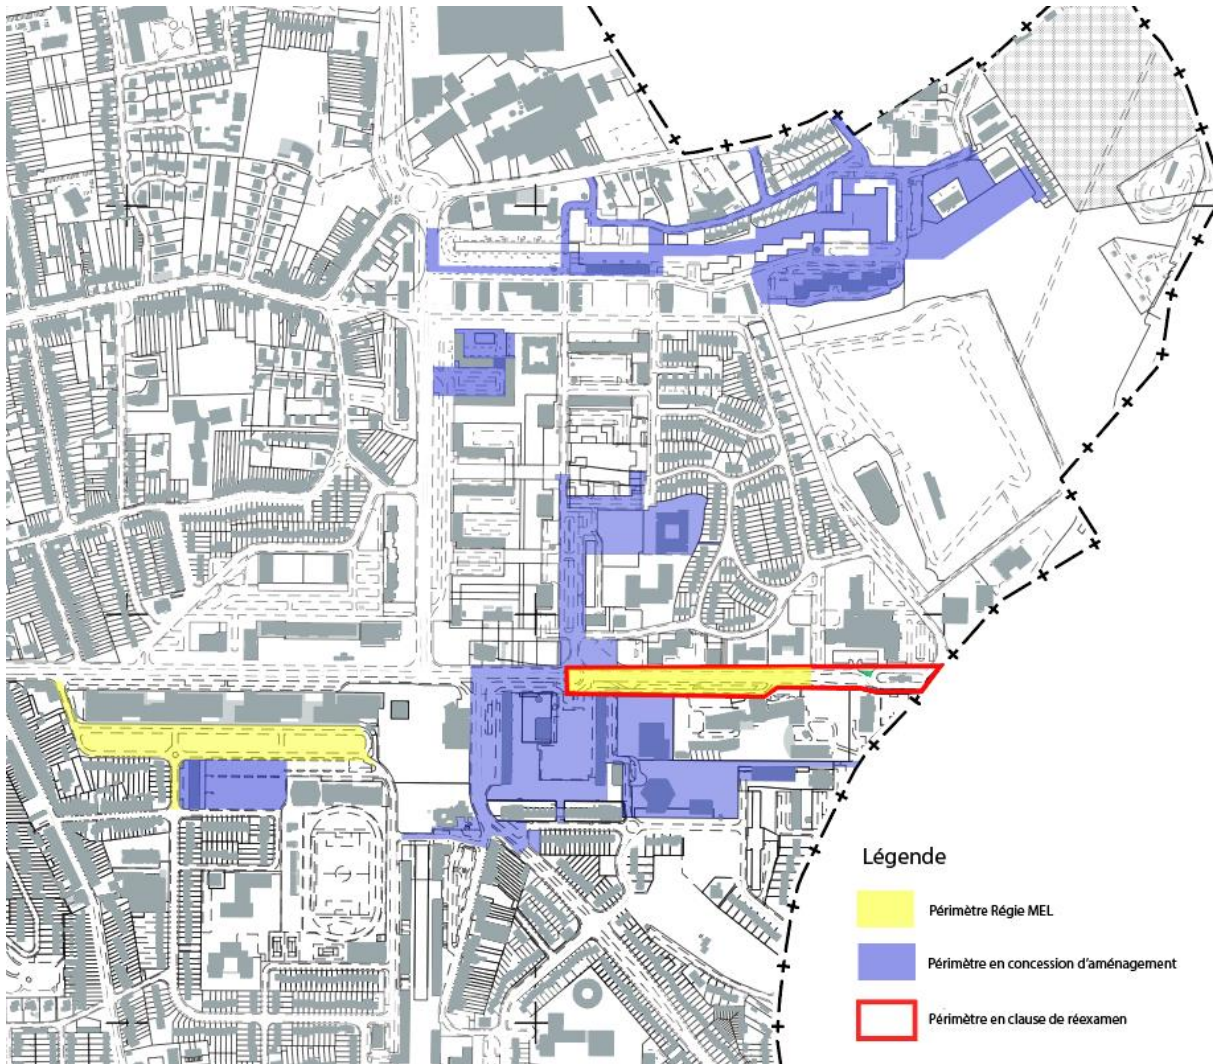 Légende
Périmètre Régie MEL
Périmètre en concession d'aménagement
Périmètre en clause de réexamen